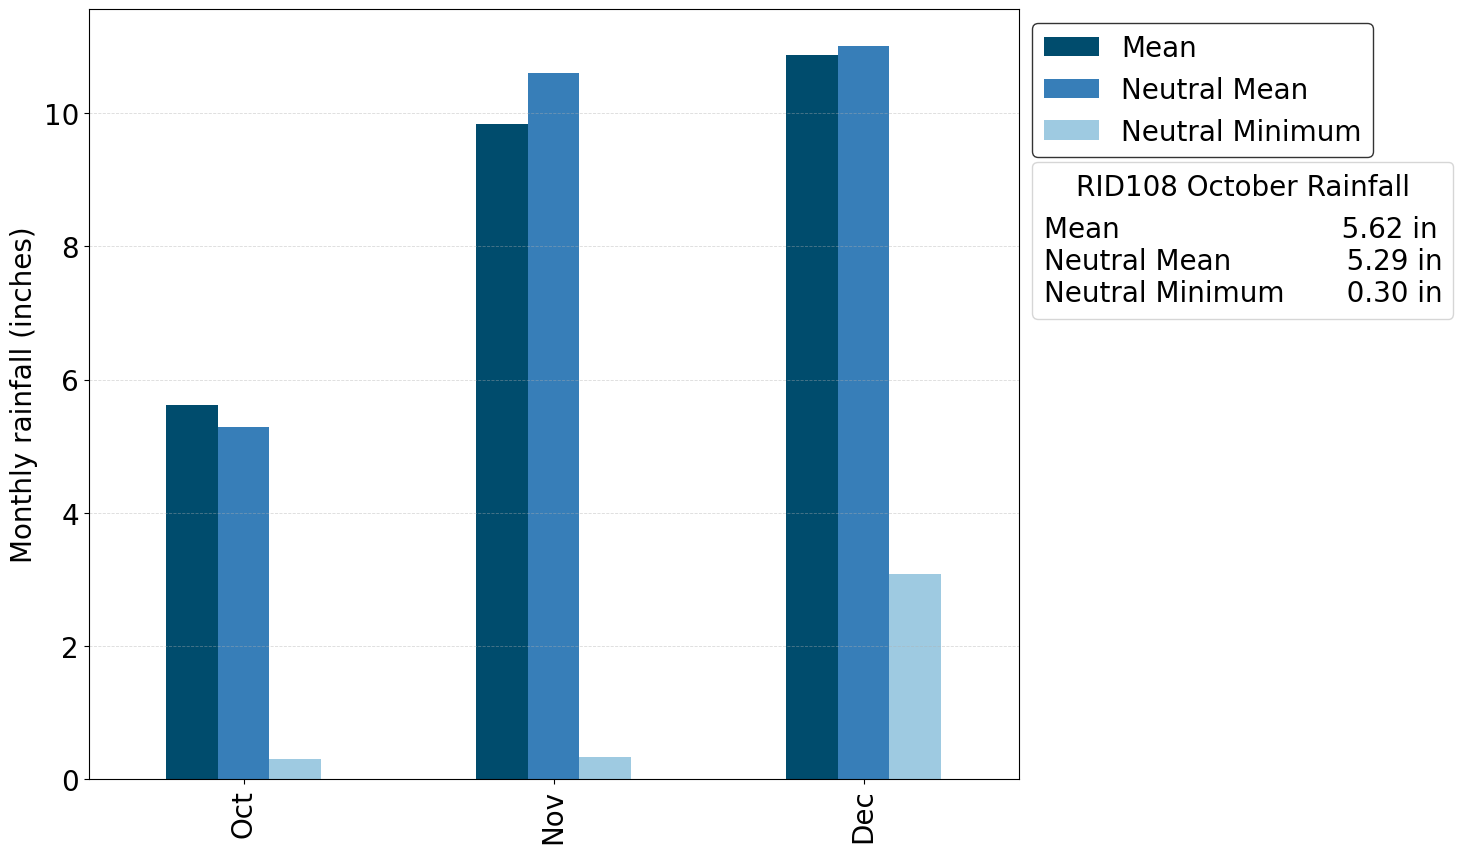 Monthly rainfall (inches)
10
8
6
4
2
0
Oct
Nov
Dec
Mean
Neutral Mean
Neutral Minimum
RID108 October Rainfall
Mean 5.62 in
Neutral Mean 5.29 in
Neutral Minimum 0.30 in